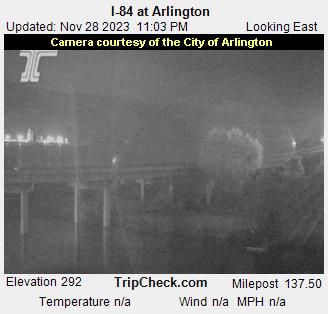 I-84 at Arlington
Updated: Nov 28 2023 11:03 PM Looking East
Camera courtesy of the City of Arlington
Elevation 292 TripCheck.com Milepost 137.50
Temperature n/a Wind n/a MPH n/a